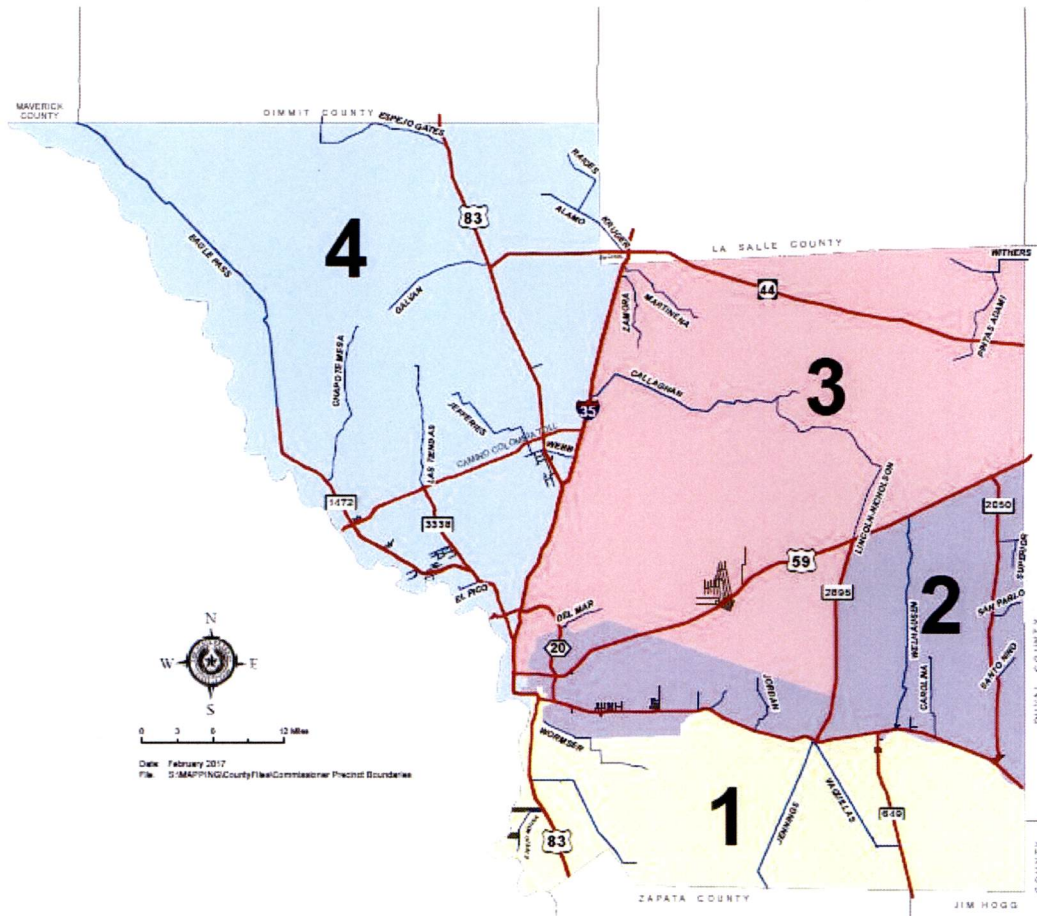 MAVERICK
COUNTY
DIMMIT COUNTY
ESPEJO GATES
RAICES
ALAMO
KRUGER
83
4
LA SALLE COUNTY
WITHERS
EAGLE PASS
GALVAN
44
ZAMORA
MARTINENA
PINTAS ADAMI
CHAPOTEMESA
3
CALLAGHAN
35
JEFFERIES
LAS TIENDAS
CAMINO COLOMBIA TOLL
WEBB
LINCOLN-NICHOLSON
1472
3338
2050
59
SUPERIOR
EL PICO
2895
2
SAN PABLO
DEL MAR
20
WELHAUSEN
CAROLINA
SANTO NINO
DUVAL COUNTY
N
W
E
S
JORDAN
0 3 6 12 Miles
WORMSER
Date: February 2017
File: S:\MAPPING\CountyFiles\Commissioner Precinct Boundaries
1
JENNINGS
VAQUILLAS
649
83
ZAPATA COUNTY
JIM HOGG
COUNTY